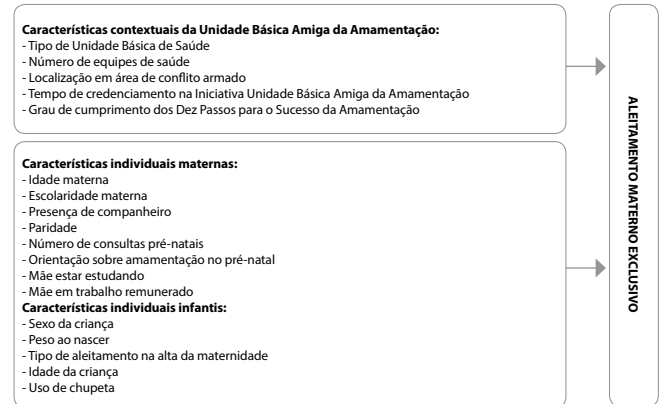 Características contextuais da Unidade Básica Amiga da Amamentação:
- Tipo de Unidade Básica de Saúde
- Número de equipes de saúde
- Localização em área de conflito armado
- Tempo de credenciamento na Iniciativa Unidade Básica Amiga da Amamentação
- Grau de cumprimento dos Dez Passos para o Sucesso da Amamentação
Características individuais maternas:
- Idade materna
- Escolaridade materna
- Presença de companheiro
- Paridade
- Número de consultas pré-natais
- Orientação sobre amamentação no pré-natal
- Mãe estar estudando
- Mãe em trabalho remunerado
Características individuais infantis:
- Sexo da criança
- Peso ao nascer
- Tipo de aleitamento na alta da maternidade
- Idade da criança
- Uso de chupeta
ALEITAMENTO MATERNO EXCLUSIVO